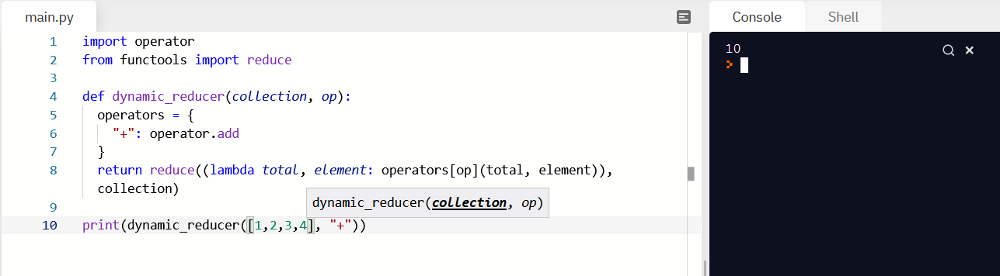 main.py
1 import operator
2 from functools import reduce
3
4 def dynamic_reducer(collection, op):
5   operators = {
6     "+": operator.add
7   }
8   return reduce((lambda total, element: operators[op](total, element)),
  collection)
dynamic_reducer(collection, op)
9
10 print(dynamic_reducer([1,2,3,4], "+"))
Console Shell
10
>